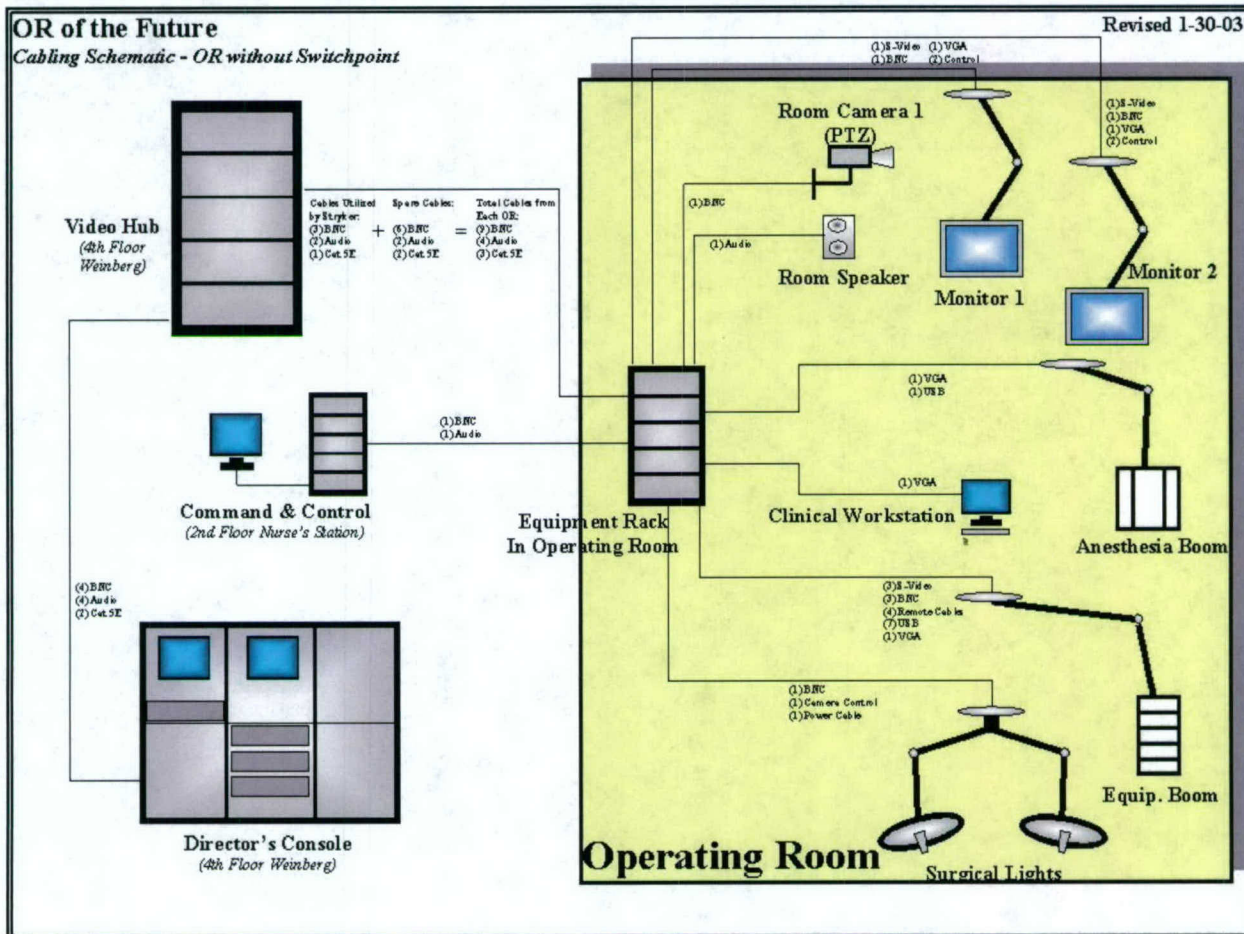 OR of the Future
Cabling Schematic - OR without Switchpoint
Revised 1-30-03
(1)S-Video (1)VGA
(1)BNC (2)Control
(1)S-Video
(1)BNC
(1)VGA
(2)Control
Room Camera 1
(PTZ)
(1)BNC
(1)Audio
Room Speaker
Monitor 1
Monitor 2
Video Hub
(4th Floor
Weinberg)
Cables Utilized
by Stryker:
(3)BNC
(2)Audio
(1)Cat.5E
+
Spare Cables:
(6)BNC
(2)Audio
(2)Cat.5E
=
Total Cables from
Each OR:
(9)BNC
(4)Audio
(3)Cat.5E
(1)VGA
(1)USB
(1)BNC
(1)Audio
Command & Control
(2nd Floor Nurse's Station)
Equipment Rack
In Operating Room
(1)VGA
Clinical Workstation
Anesthesia Boom
(4)BNC
(4)Audio
(2)Cat.5E
(3)S-Video
(3)BNC
(4)Remote Cables
(7)USB
(1)VGA
(1)BNC
(1)Camera Control
(1)Power Cable
Equip. Boom
Director's Console
(4th Floor Weinberg)
Operating Room
Surgical Lights